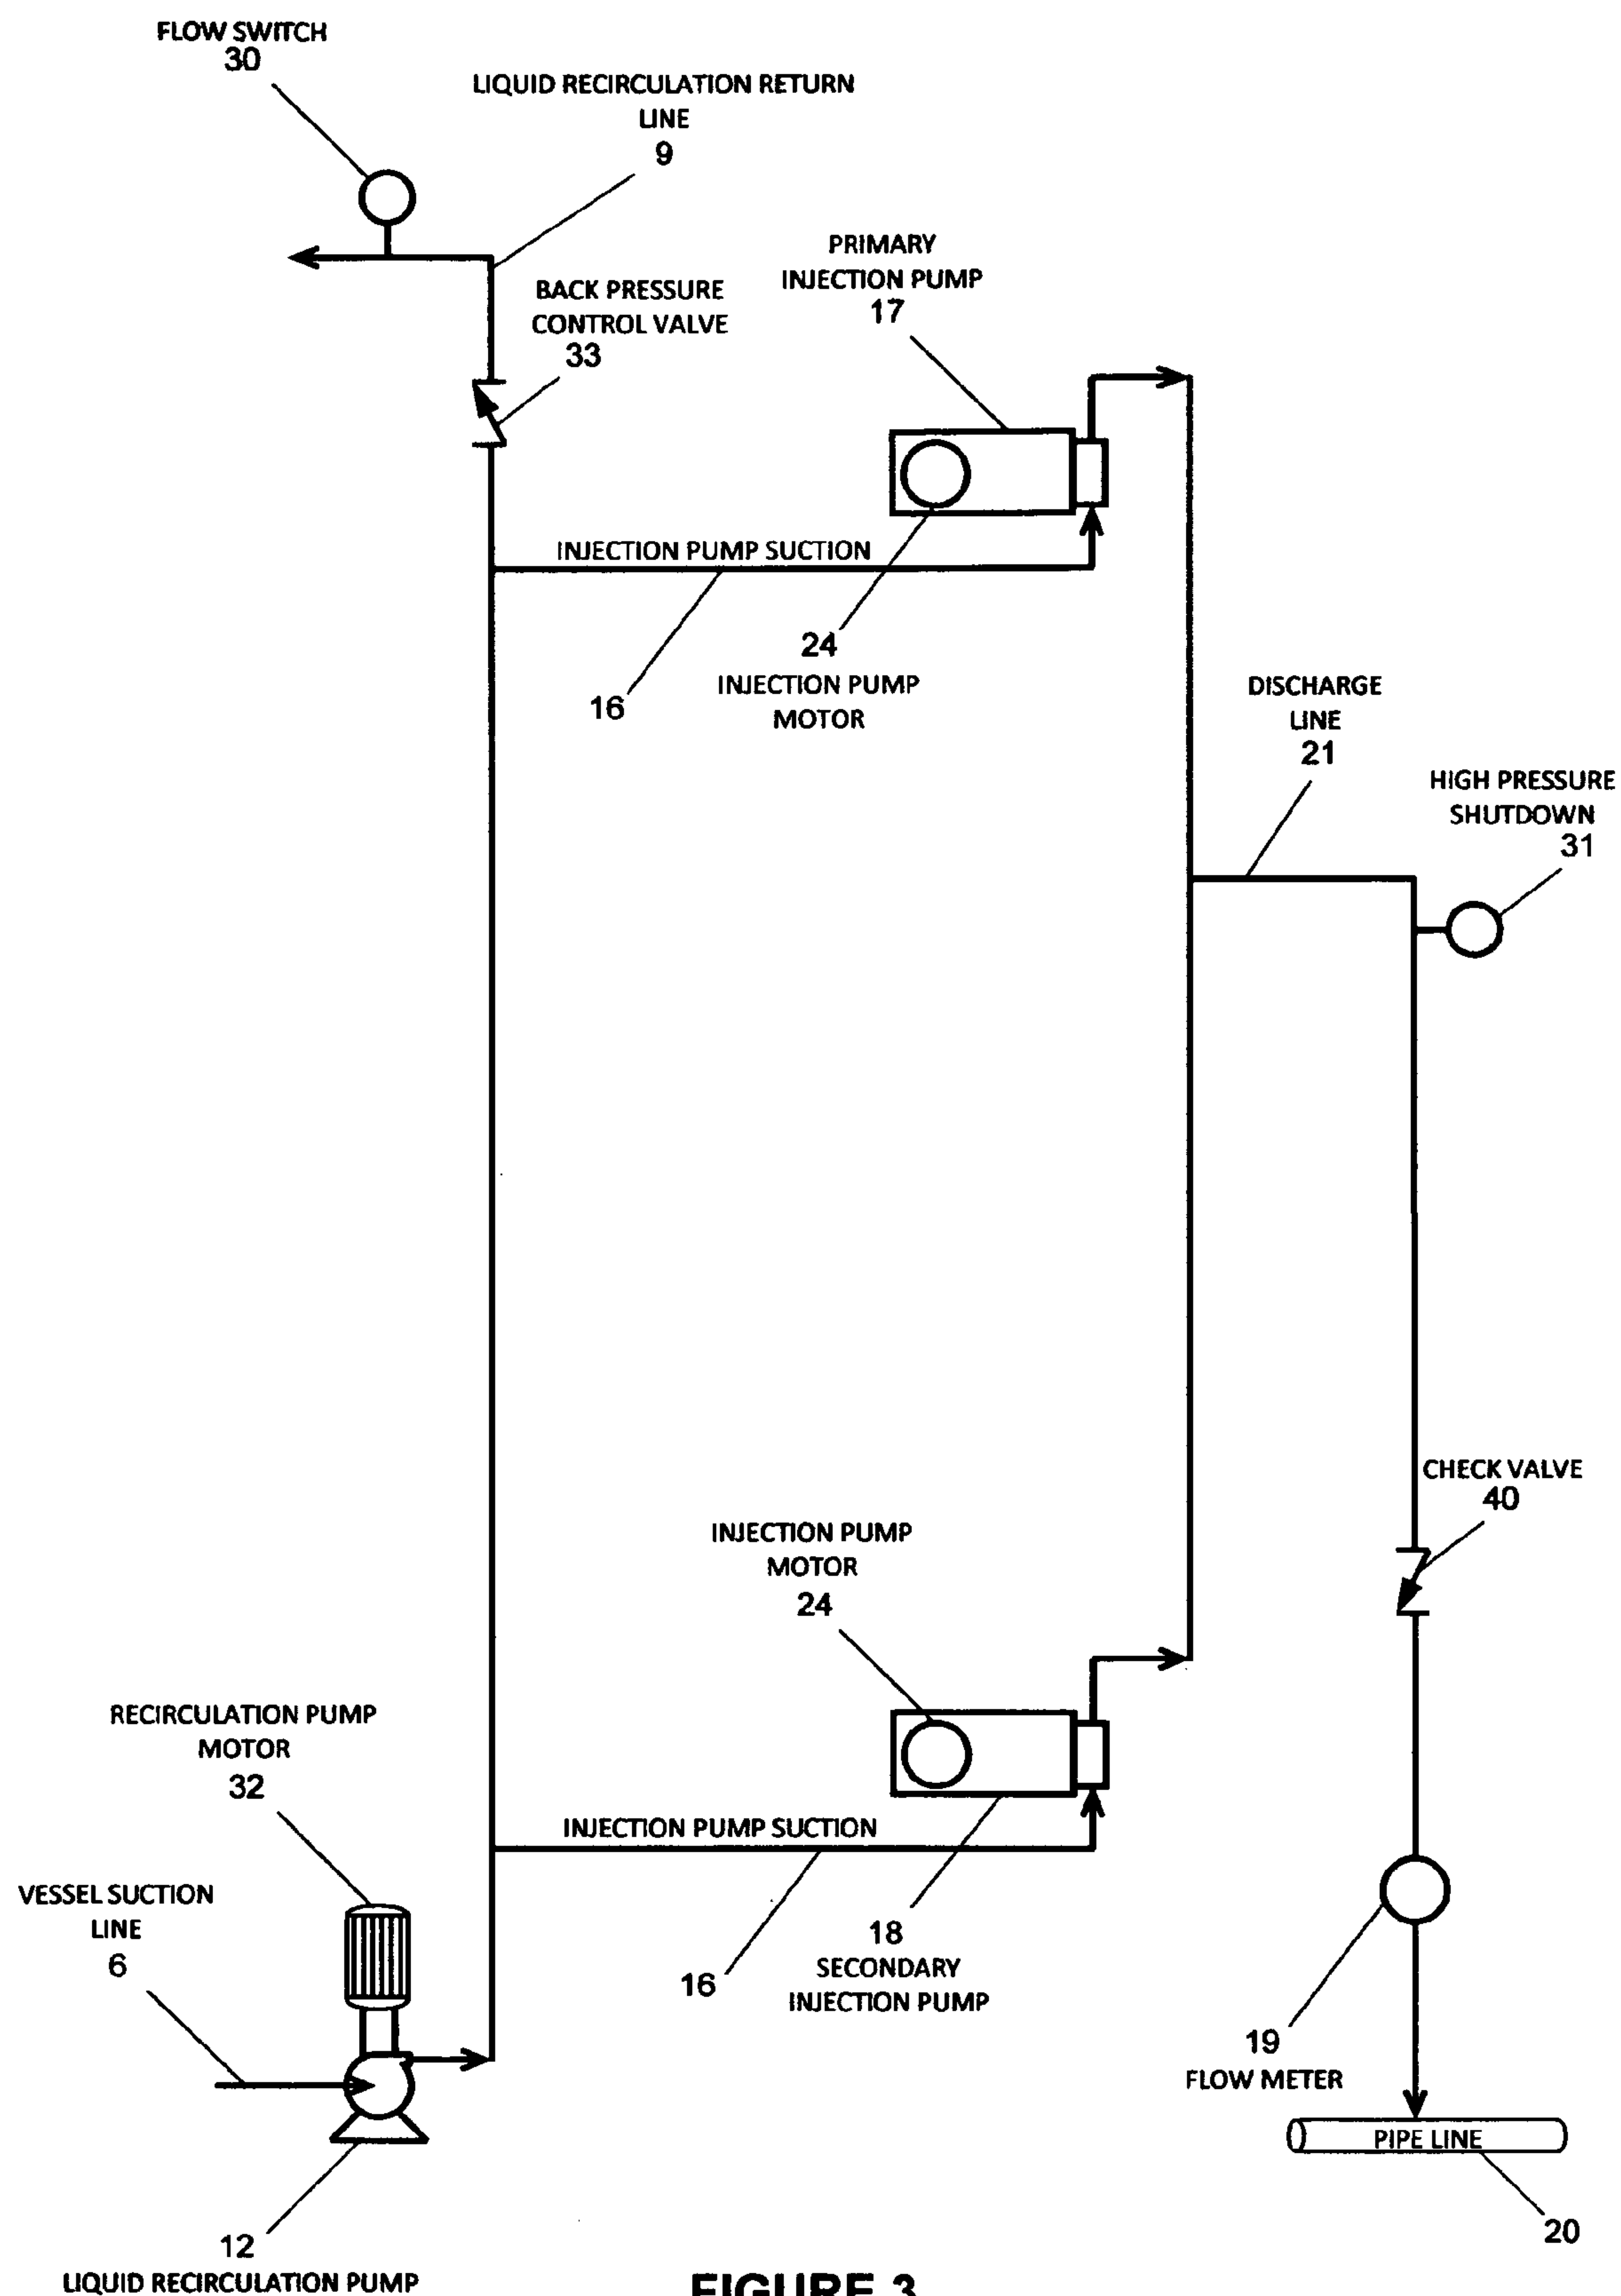 FLOW SWITCH
30
LIQUID RECIRCULATION RETURN
LINE
9
BACK PRESSURE
CONTROL VALVE
33
PRIMARY
INJECTION PUMP
17
INJECTION PUMP SUCTION
16
24
INJECTION PUMP
MOTOR
DISCHARGE
LINE
21
HIGH PRESSURE
SHUTDOWN
31
CHECK VALVE
40
INJECTION PUMP
MOTOR
24
RECIRCULATION PUMP
MOTOR
32
INJECTION PUMP SUCTION
16
VESSEL SUCTION
LINE
6
18
SECONDARY
INJECTION PUMP
19
FLOW METER
PIPE LINE
20
12
LIQUID RECIRCULATION PUMP
FIGURE 3